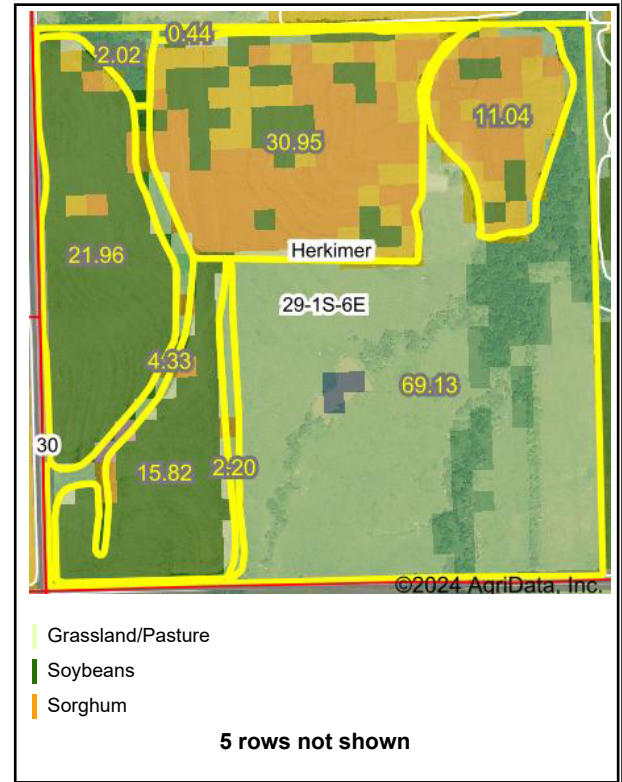 0.44
2.02
11.04
30.95
21.96
Herkimer
29-1S-6E
4.33
69.13
30
15.82
2.20
©2024 AgriData, Inc.
Grassland/Pasture
Soybeans
Sorghum
5 rows not shown